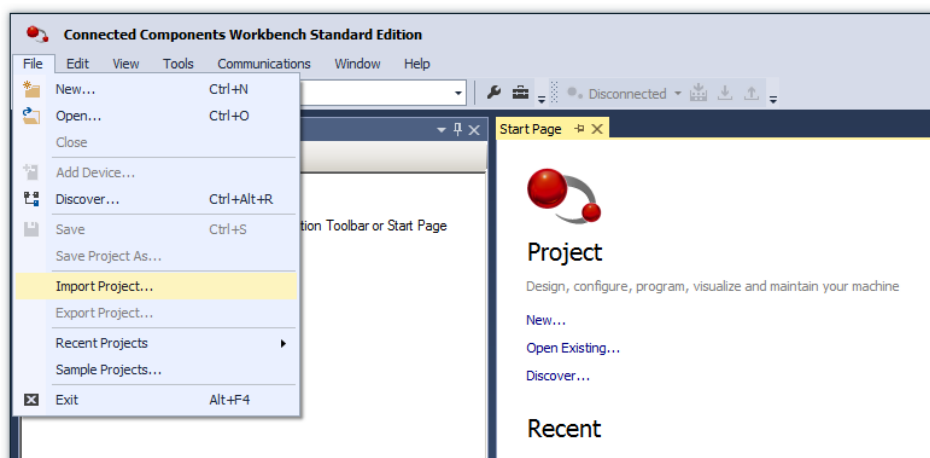 Connected Components Workbench Standard Edition
File Edit View Tools Communications Window Help
New... Ctrl+N
Disconnected
Open... Ctrl+O
Start Page
Close
Add Device...
Discover... Ctrl+Alt+R
Save Ctrl+S
tion Toolbar or Start Page
Save Project As...
Import Project...
Export Project...
Recent Projects
Sample Projects...
Exit Alt+F4
Project
Design, configure, program, visualize and maintain your machine
New...
Open Existing...
Discover...
Recent